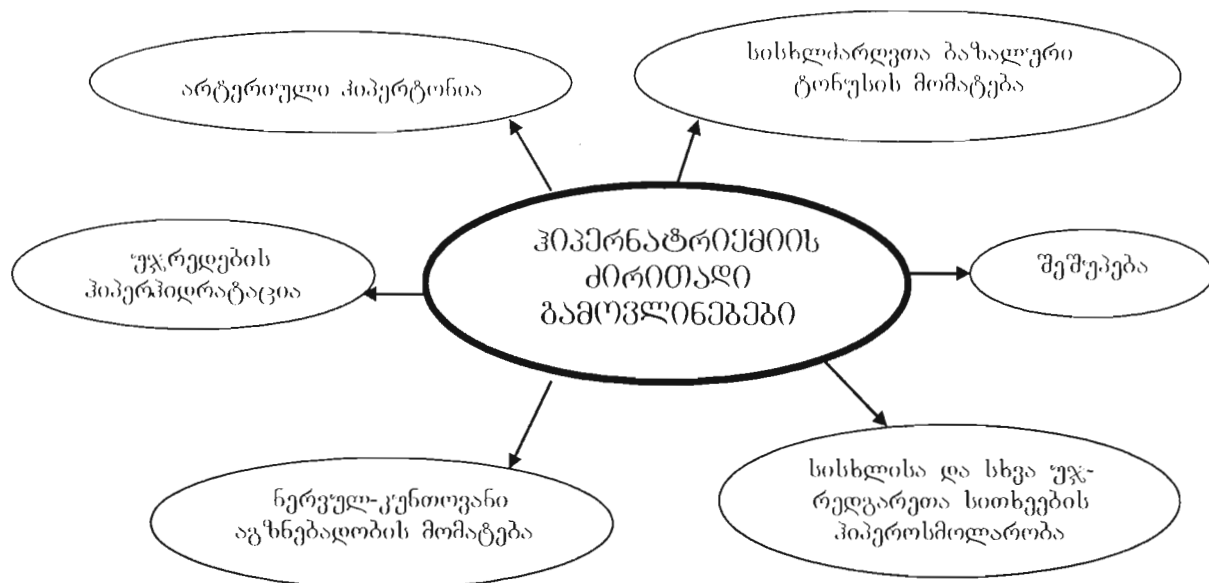 არტერიული ჰიპერტონია
სისხლძარღვთა ბაზალური
ტონუსის მომატება
ჰიპერნატრიემიის
ძირითადი
გამოვლინებები
უჯრედების
ჰიპერჰიდრატაცია
შეშუპება
ნერვულ-კუნთოვანი
აგზნებადობის მომატება
სისხლისა და სხვა უჯ-
რედგარეთა სითხეების
ჰიპეროსმოლარობა